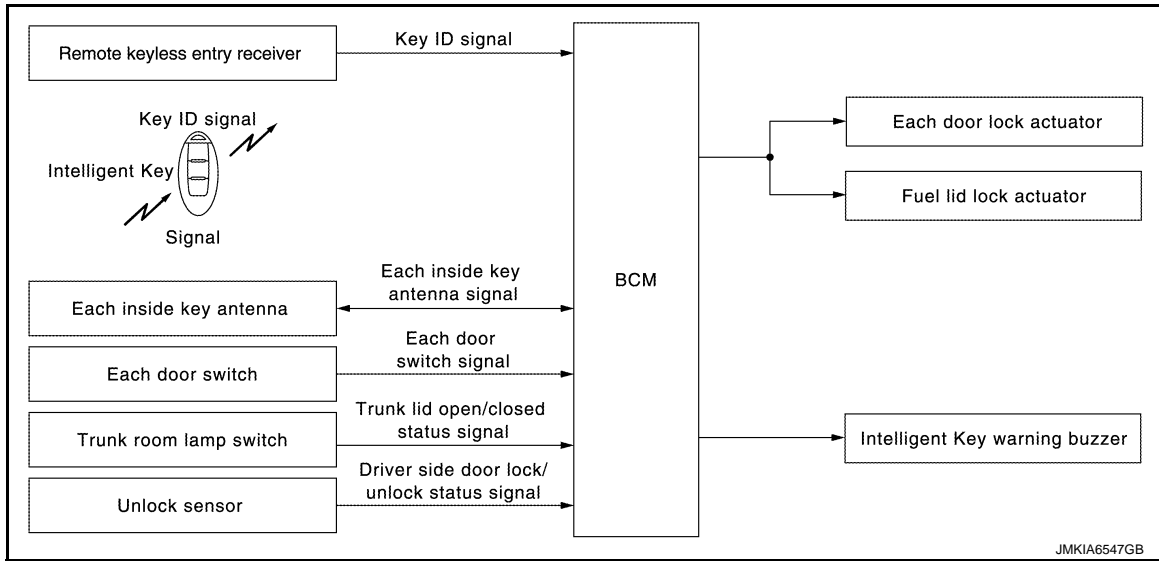 Remote keyless entry receiver
Key ID signal
Key ID signal
Intelligent Key
Signal
Each inside key antenna
Each inside key
antenna signal
Each door switch
Each door
switch signal
Trunk room lamp switch
Trunk lid open/closed
status signal
Unlock sensor
Driver side door lock/
unlock status signal
BCM
Each door lock actuator
Fuel lid lock actuator
Intelligent Key warning buzzer
JMKIA6547GB